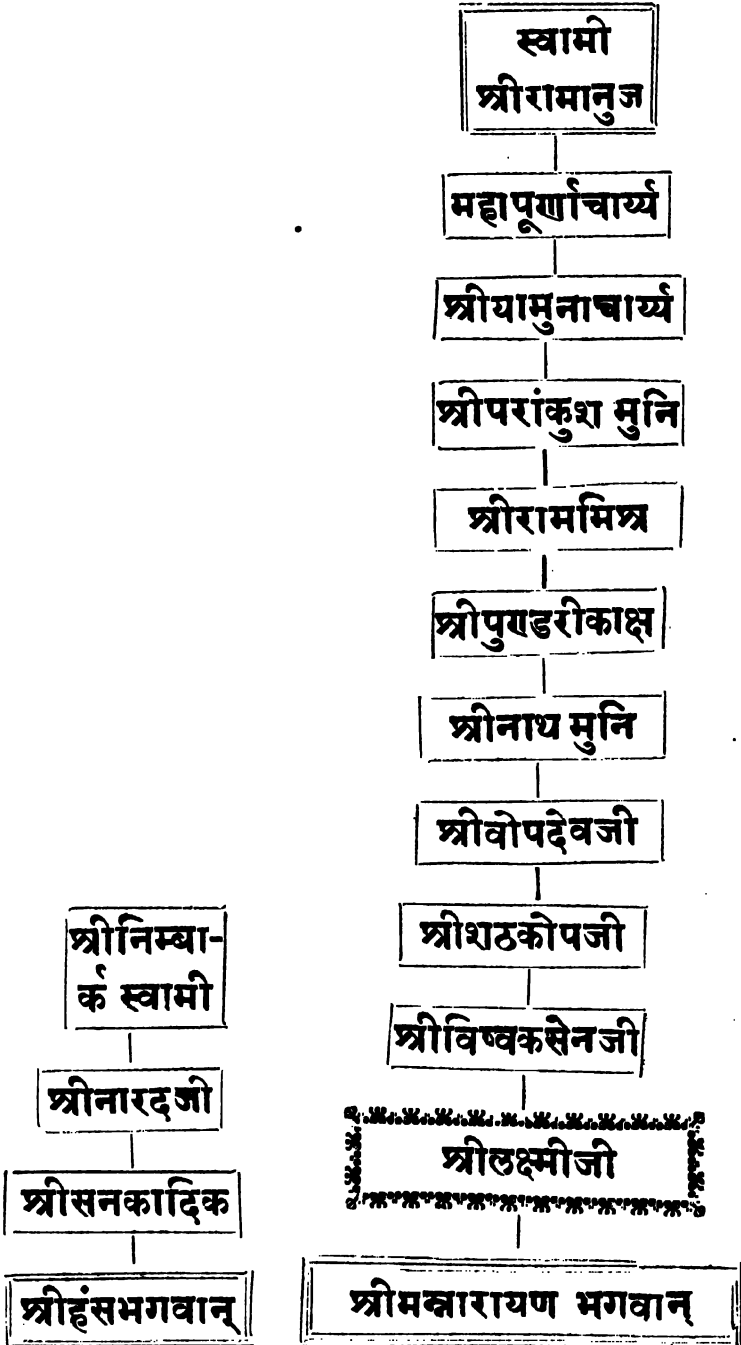 स्वामी
श्रीरामानुज
महापूर्णाचार्य्य
श्रीयामुनाचार्य्य
श्रीपरांकुश मुनि
श्रीराममिश्र
श्रीपुण्डरीकाक्ष
श्रीनाथ मुनि
श्रीवोपदेवजी
श्रीशठकोपजी
श्रीविष्वकसेनजी
श्रीलक्ष्मीजी
श्रीमन्नारायण भगवान्
श्रीनिम्बा-
र्क स्वामी
श्रीनारदजी
श्रीसनकादिक
श्रीहंसभगवान्